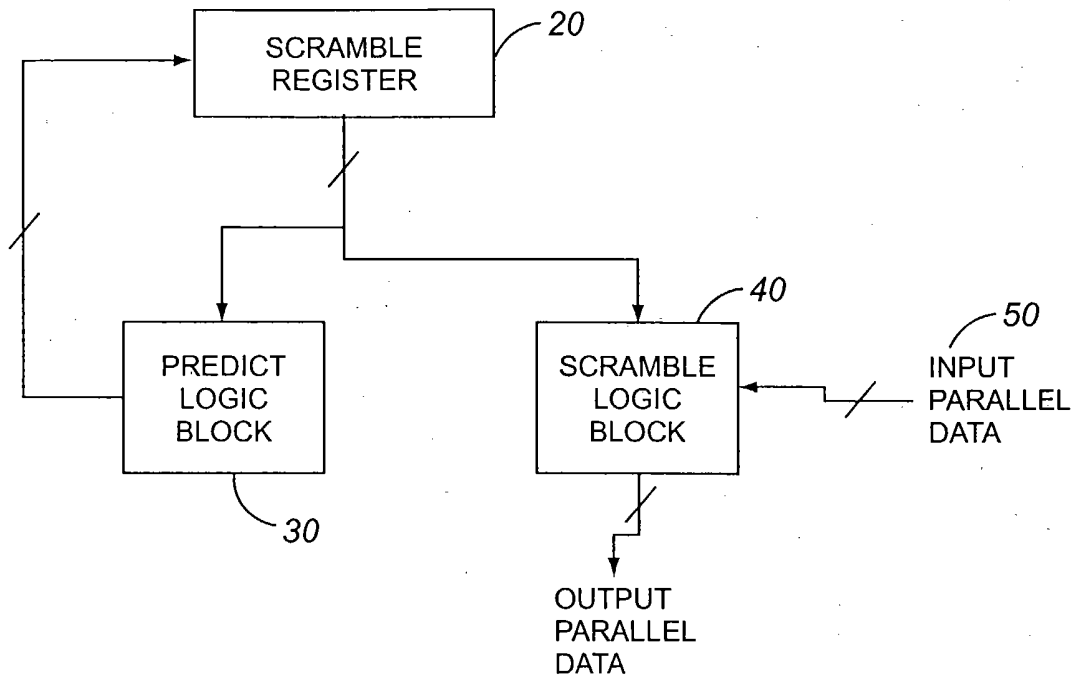 20
SCRAMBLE
REGISTER
40
50
PREDICT
LOGIC
BLOCK
SCRAMBLE
LOGIC
BLOCK
INPUT
PARALLEL
DATA
30
OUTPUT
PARALLEL
DATA